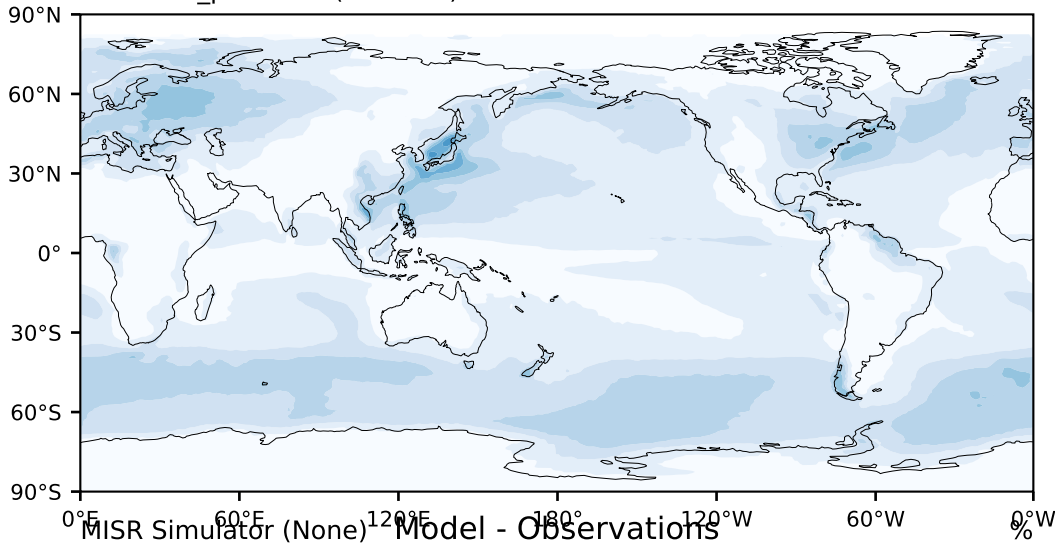 90°N
60°N
30°N
0°
30°S
60°S
90°S
0°E 60°E 120°E 180° 120°W 60°W 0°W
MISR Simulator (None) Model - Observations %